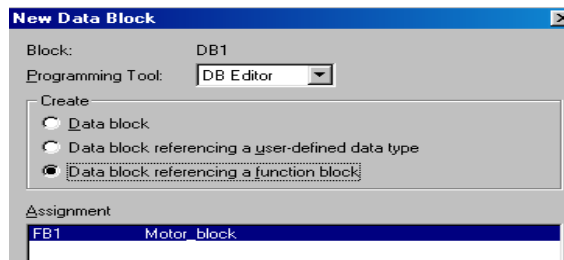 New Data Block
Block: DB1
Programming Tool: DB Editor
Create
Data block
Data block referencing a user-defined data type
Data block referencing a function block
Assignment
FB1 Motor_block